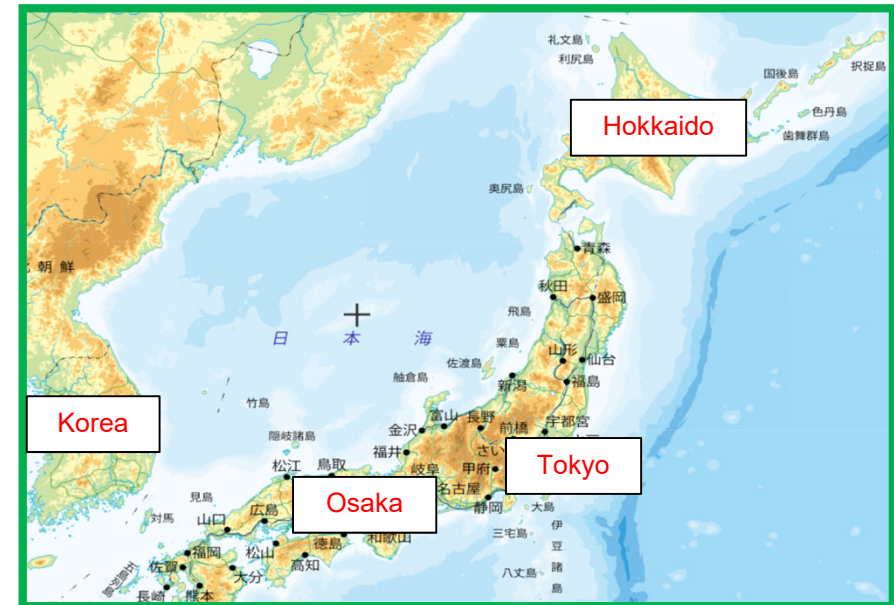 礼文島
利尻島
国後島
択捉島
Hokkaido
色丹島
歯舞群島
奥尻島
青森
朝鮮
秋田
盛岡
飛島
日本海
粟島
山形
仙台
佐渡島
舳倉島
新潟
福島
竹島
Korea
富山
長野
前橋
宇都宮
金沢
隠岐諸島
福井
さい
Tokyo
松江
鳥取
岐阜
甲府
名古屋
Osaka
静岡
大島
見島
対馬
山口
広島
和歌山
三宅島
伊豆諸島
福岡
松山
徳島
佐賀
大分
高知
八丈島
五島列島
長崎
熊本